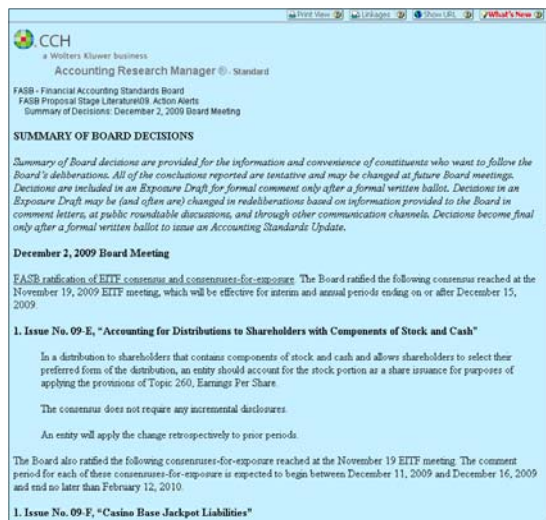 Print View
Linkages
Show URL
What's New
CCH
a Wolters Kluwer business
Accounting Research Manager ®- Standard
FASB - Financial Accounting Standards Board
FASB Proposal Stage Literature\09. Action Alerts
Summary of Decisions: December 2, 2009 Board Meeting
SUMMARY OF BOARD DECISIONS
Summary of Board decisions are provided for the information and convenience of constituents who want to follow the
Board's deliberations. All of the conclusions reported are tentative and may be changed at future Board meetings.
Decisions are included in an Exposure Draft for formal comment only after a formal written ballot. Decisions in an
Exposure Draft may be (and often are) changed in redeliberations based on information provided to the Board in
comment letters, at public roundtable discussions, and through other communication channels. Decisions become final
only after a formal written ballot to issue an Accounting Standards Update.
December 2, 2009 Board Meeting
FASB ratification of EITF consensus and consensuses-for-exposure. The Board ratified the following consensus reached at the
November 19, 2009 EITF meeting, which will be effective for interim and annual periods ending on or after December 15,
2009.
1. Issue No. 09-E, "Accounting for Distributions to Shareholders with Components of Stock and Cash"
In a distribution to shareholders that contains components of stock and cash and allows shareholders to select their
preferred form of the distribution, an entity should account for the stock portion as a share issuance for purposes of
applying the provisions of Topic 260, Earnings Per Share.
The consensus does not require any incremental disclosures.
An entity will apply the change retrospectively to prior periods.
The Board also ratified the following consensuses-for-exposure reached at the November 19 EITF meeting. The comment
period for each of these consensuses-for-exposure is expected to begin between December 11, 2009 and December 16, 2009
and end no later than February 12, 2010.
1. Issue No. 09-F, "Casino Base Jackpot Liabilities"